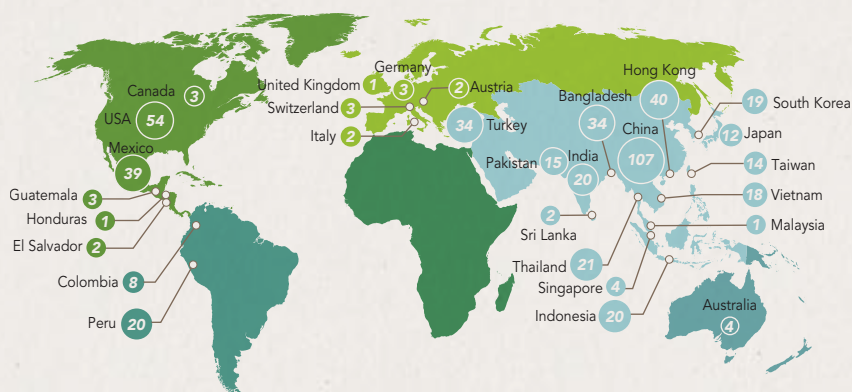 Canada 3
USA 54
Mexico 39
Guatemala 3
Honduras 1
El Salvador 2
Colombia 8
Peru 20
Germany 3
United Kingdom 1
Switzerland 3
Italy 2
Austria 2
Turkey 34
Pakistan 15
India 20
Bangladesh 34
Hong Kong 40
China 107
South Korea 19
Japan 12
Taiwan 14
Vietnam 18
Malaysia 1
Sri Lanka 2
Thailand 21
Singapore 4
Indonesia 20
Australia 4